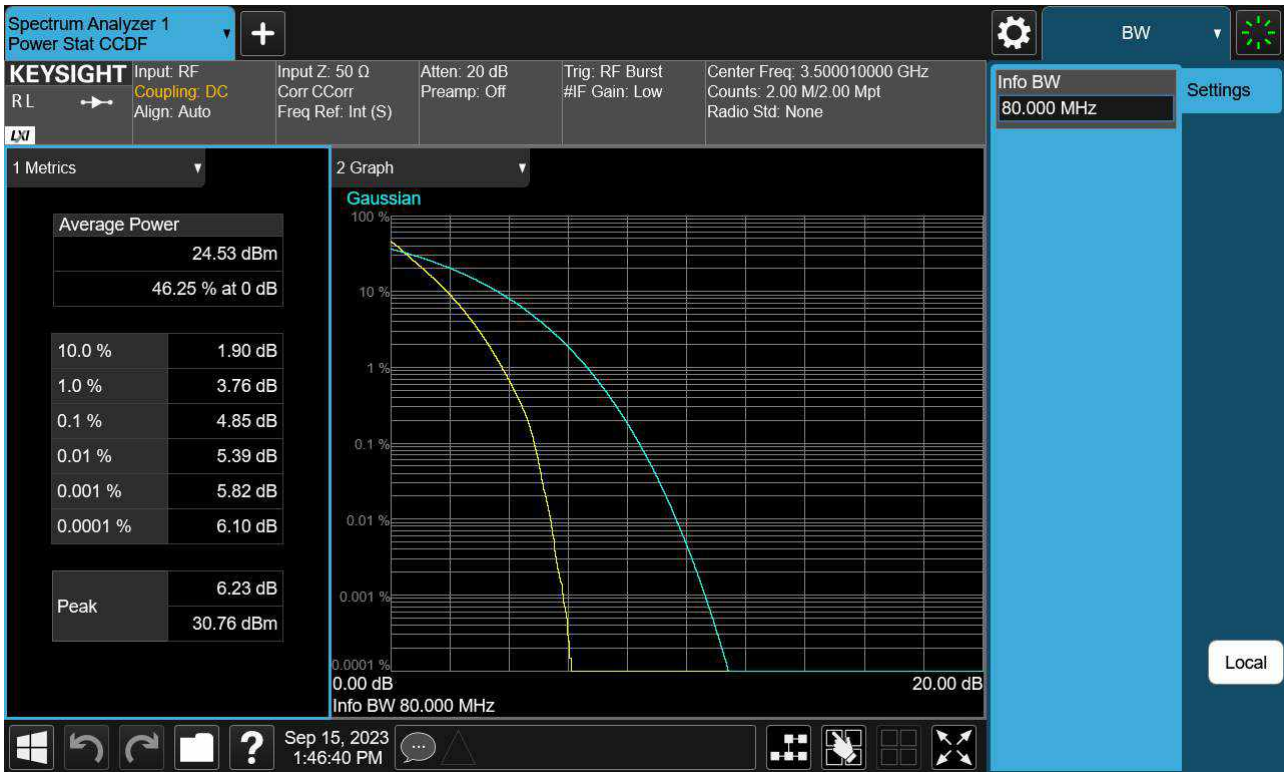 Spectrum Analyzer 1
Power Stat CCDF
+
BW
KEYSIGHT
RL
LXI
Input: RF
Coupling: DC
Align: Auto
Input Z: 50 Ω
Corr CCorr
Freq Ref: Int (S)
Atten: 20 dB
Preamp: Off
Trig: RF Burst
#IF Gain: Low
Center Freq: 3.500010000 GHz
Counts: 2.00 M/2.00 Mpt
Radio Std: None
Info BW
80.000 MHz
Settings
1 Metrics
Average Power
24.53 dBm
46.25 % at 0 dB
10.0 % 1.90 dB
1.0 % 3.76 dB
0.1 % 4.85 dB
0.01 % 5.39 dB
0.001 % 5.82 dB
0.0001 % 6.10 dB
Peak
6.23 dB
30.76 dBm
2 Graph
Gaussian
100 %
10 %
1 %
0.1 %
0.01 %
0.001 %
0.0001 %
0.00 dB 20.00 dB
Info BW 80.000 MHz
Local
?
Sep 15, 2023
1:46:40 PM